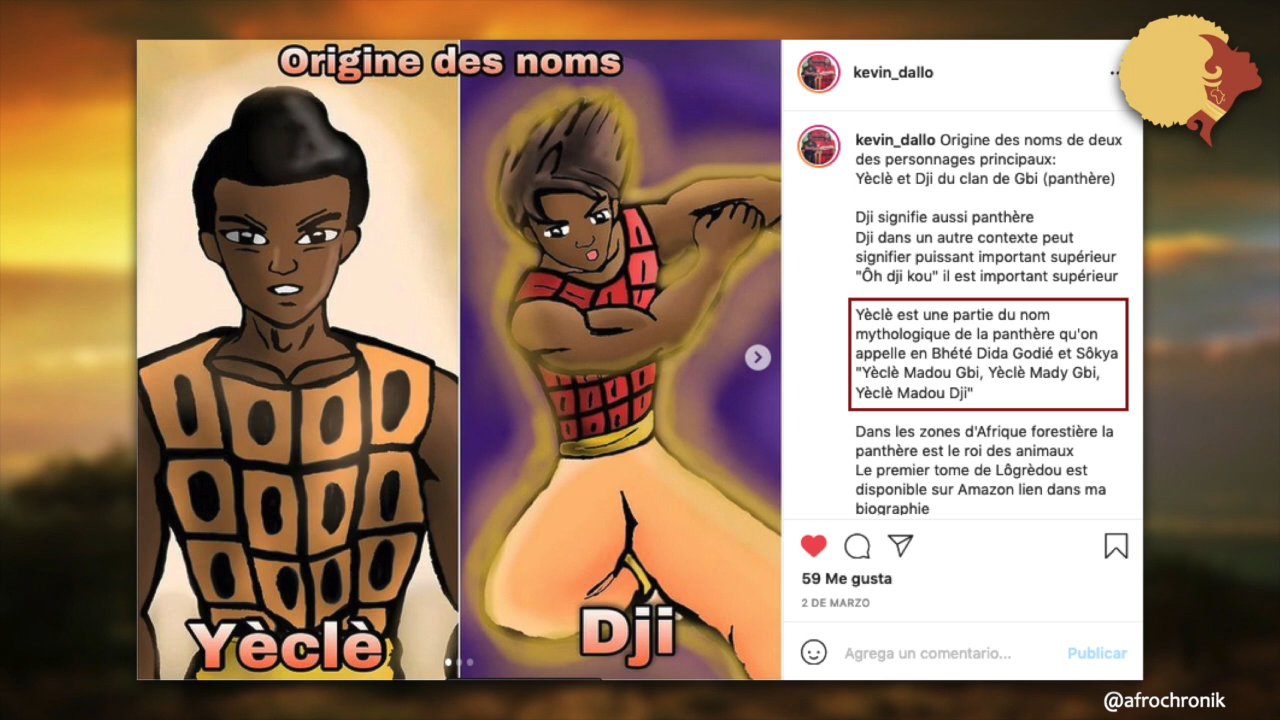 Origine des noms
Yèclè
Dji
kevin_dallo
kevin_dallo Origine des noms de deux
des personnages principaux:
Yèclè et Dji du clan de Gbi (panthère)
Dji signifie aussi panthère
Dji dans un autre contexte peut
signifier puissant important supérieur
"Ôh dji kou" il est important supérieur
Yèclè est une partie du nom
mythologique de la panthère qu'on
appelle en Bhété Dida Godié et Sôkya
"Yèclè Madou Gbi, Yèclè Mady Gbi,
Yèclè Madou Dji"
Dans les zones d'Afrique forestière la
panthère est le roi des animaux
Le premier tome de Lôgrèdou est
disponible sur Amazon lien dans ma
biographie
59 Me gusta
2 DE MARZO
Agrega un comentario... Publicar
@afrochronik